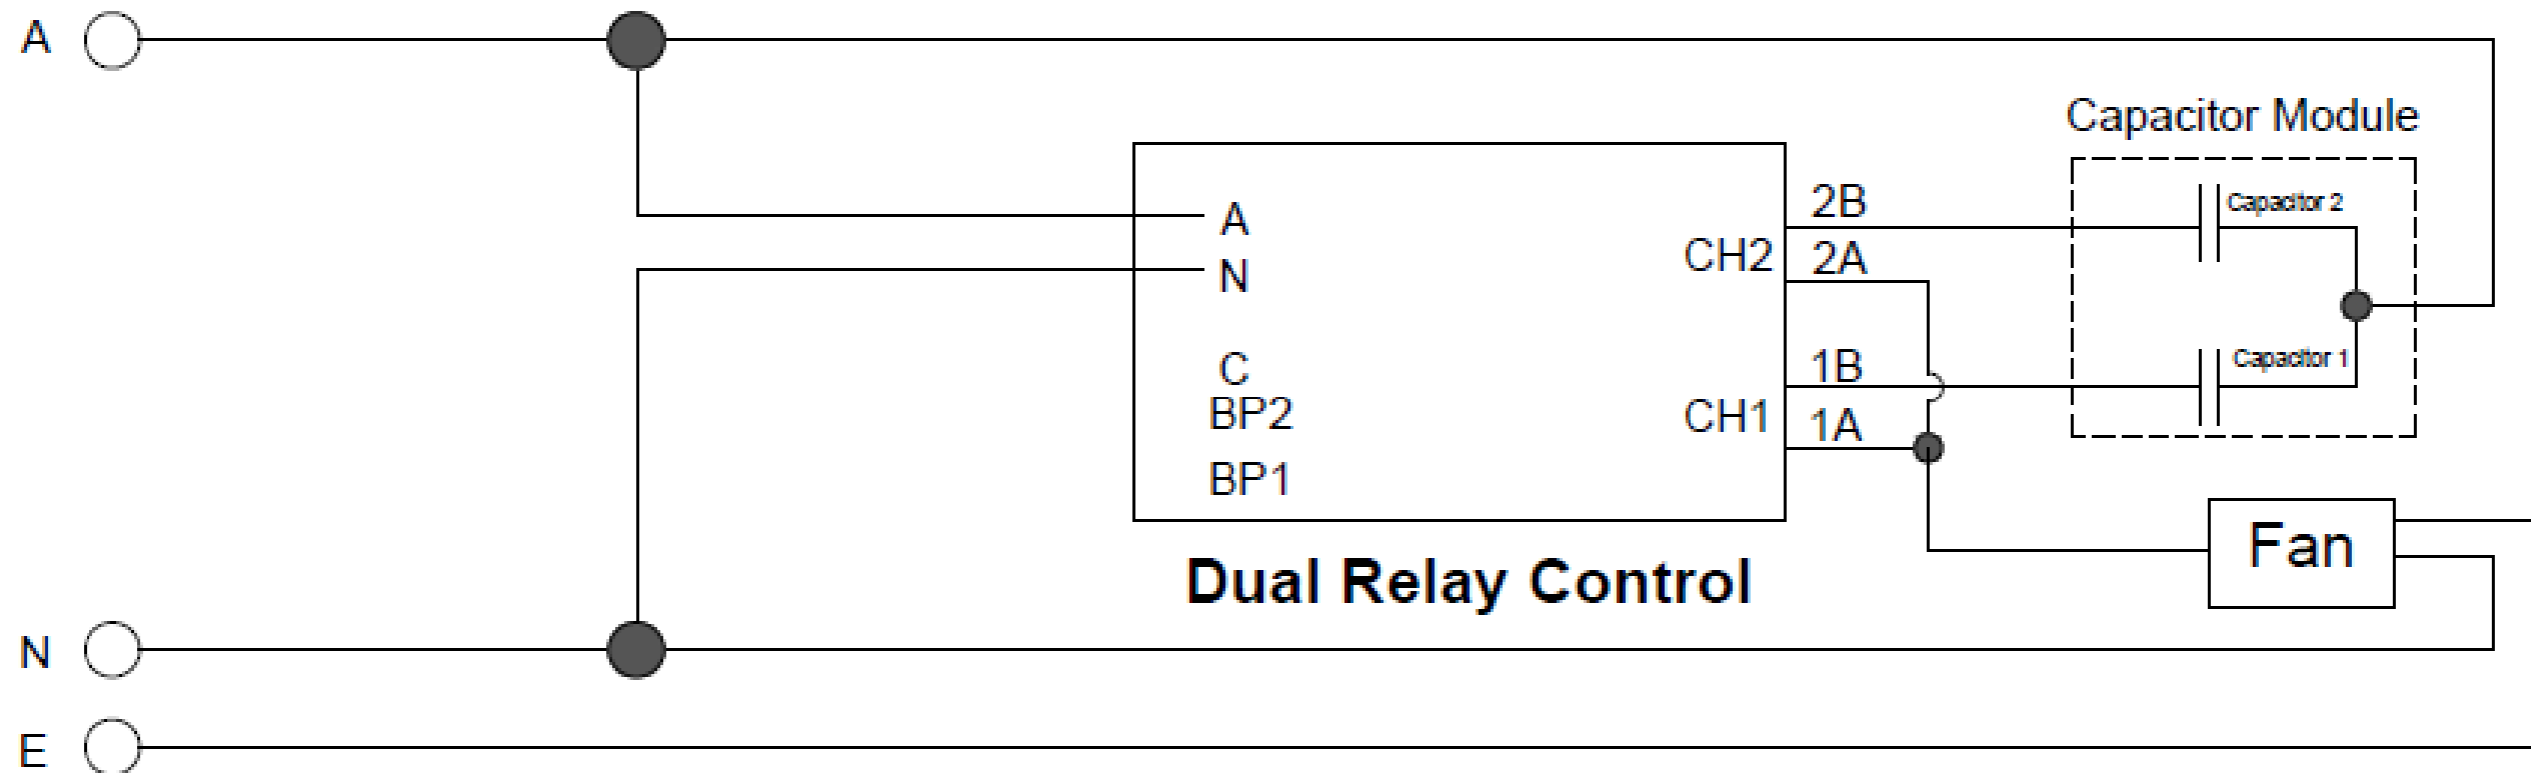 A
Capacitor Module
2B
Capacitor 2
A
CH2
2A
N
1B
Capacitor 1
C
BP2
CH1
1A
BP1
Fan
Dual Relay Control
N
E